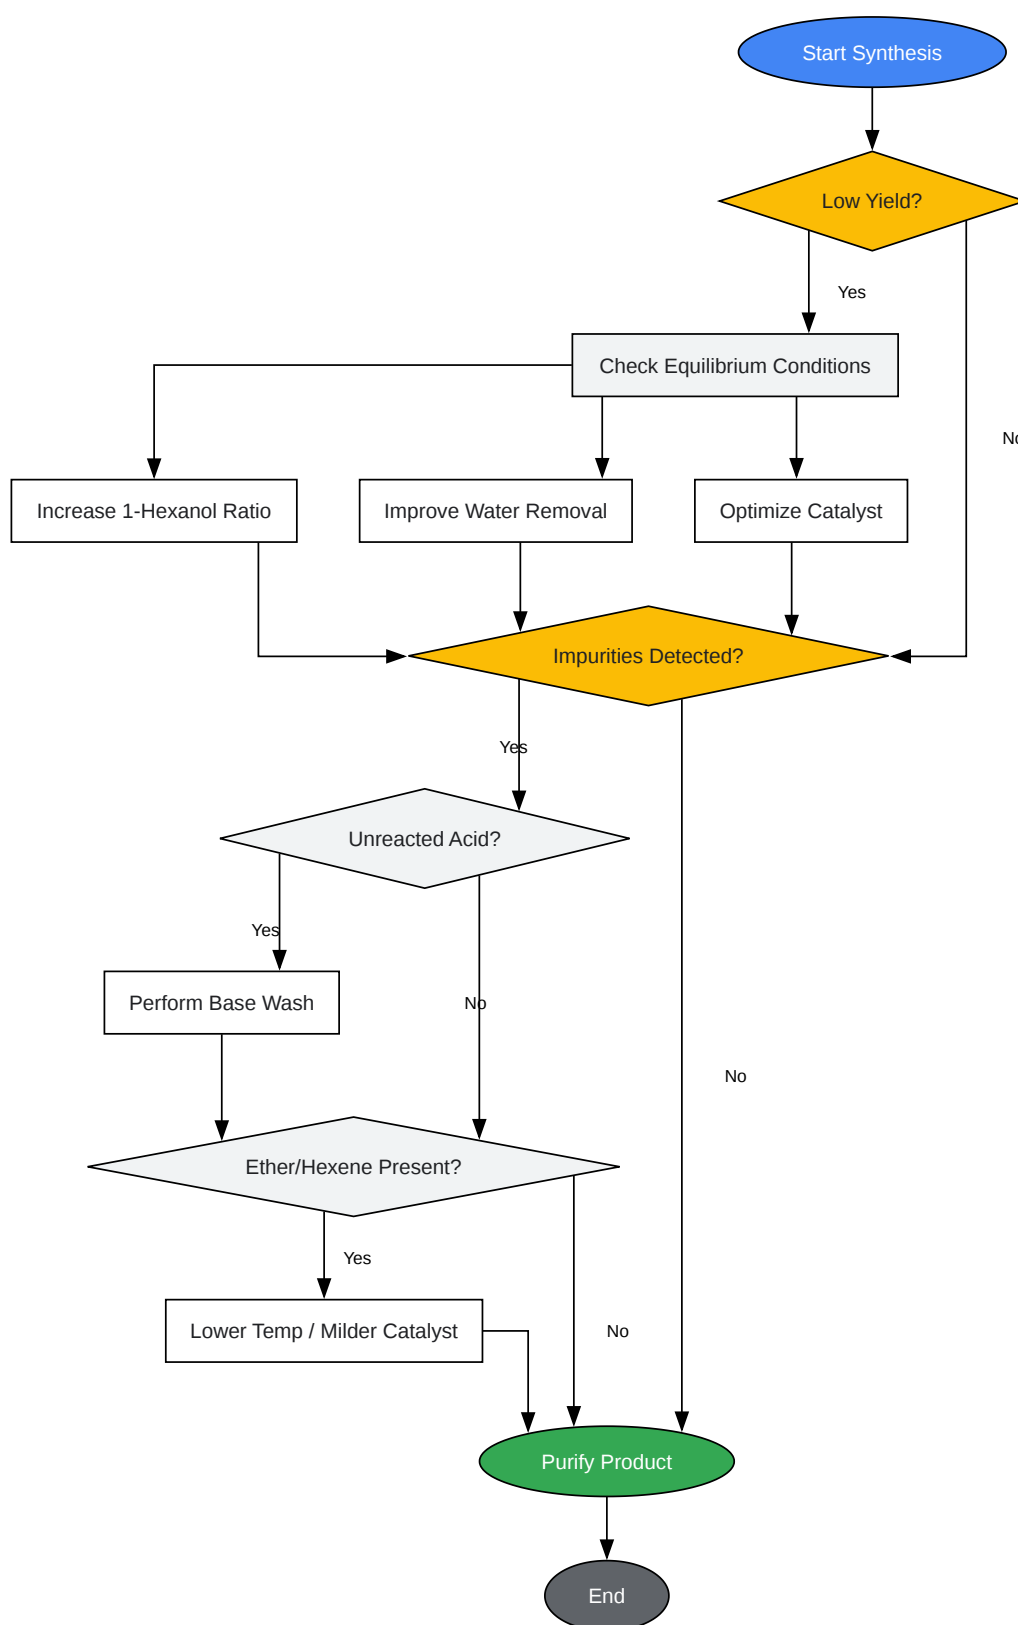 Start Synthesis
Low Yield?
Yes
Check Equilibrium Conditions
No
Increase 1-Hexanol Ratio
Improve Water Removal
Optimize Catalyst
Impurities Detected?
Yes
Unreacted Acid?
Yes
Perform Base Wash
No
No
Ether/Hexene Present?
Yes
Lower Temp / Milder Catalyst
No
Purify Product
End